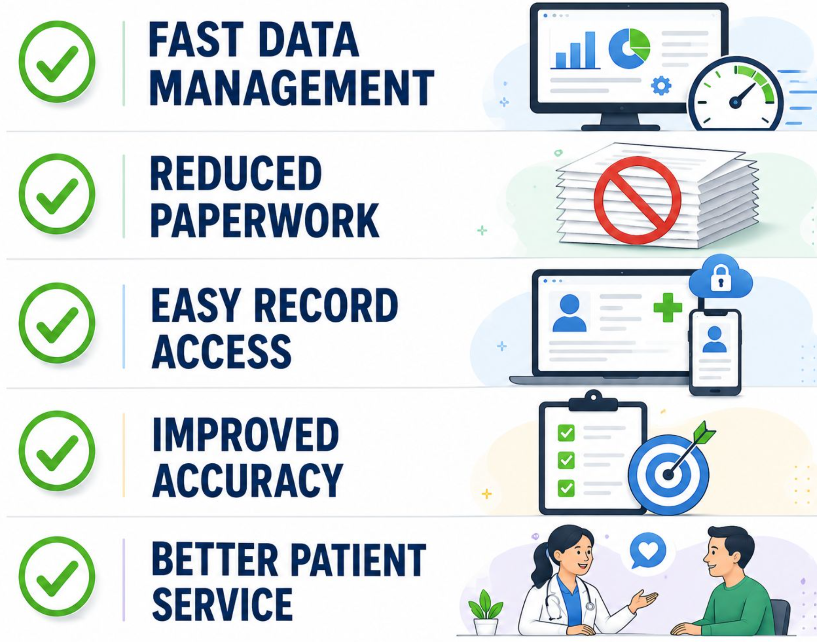 FAST DATA
MANAGEMENT
REDUCED
PAPERWORK
EASY RECORD
ACCESS
IMPROVED
ACCURACY
BETTER PATIENT
SERVICE